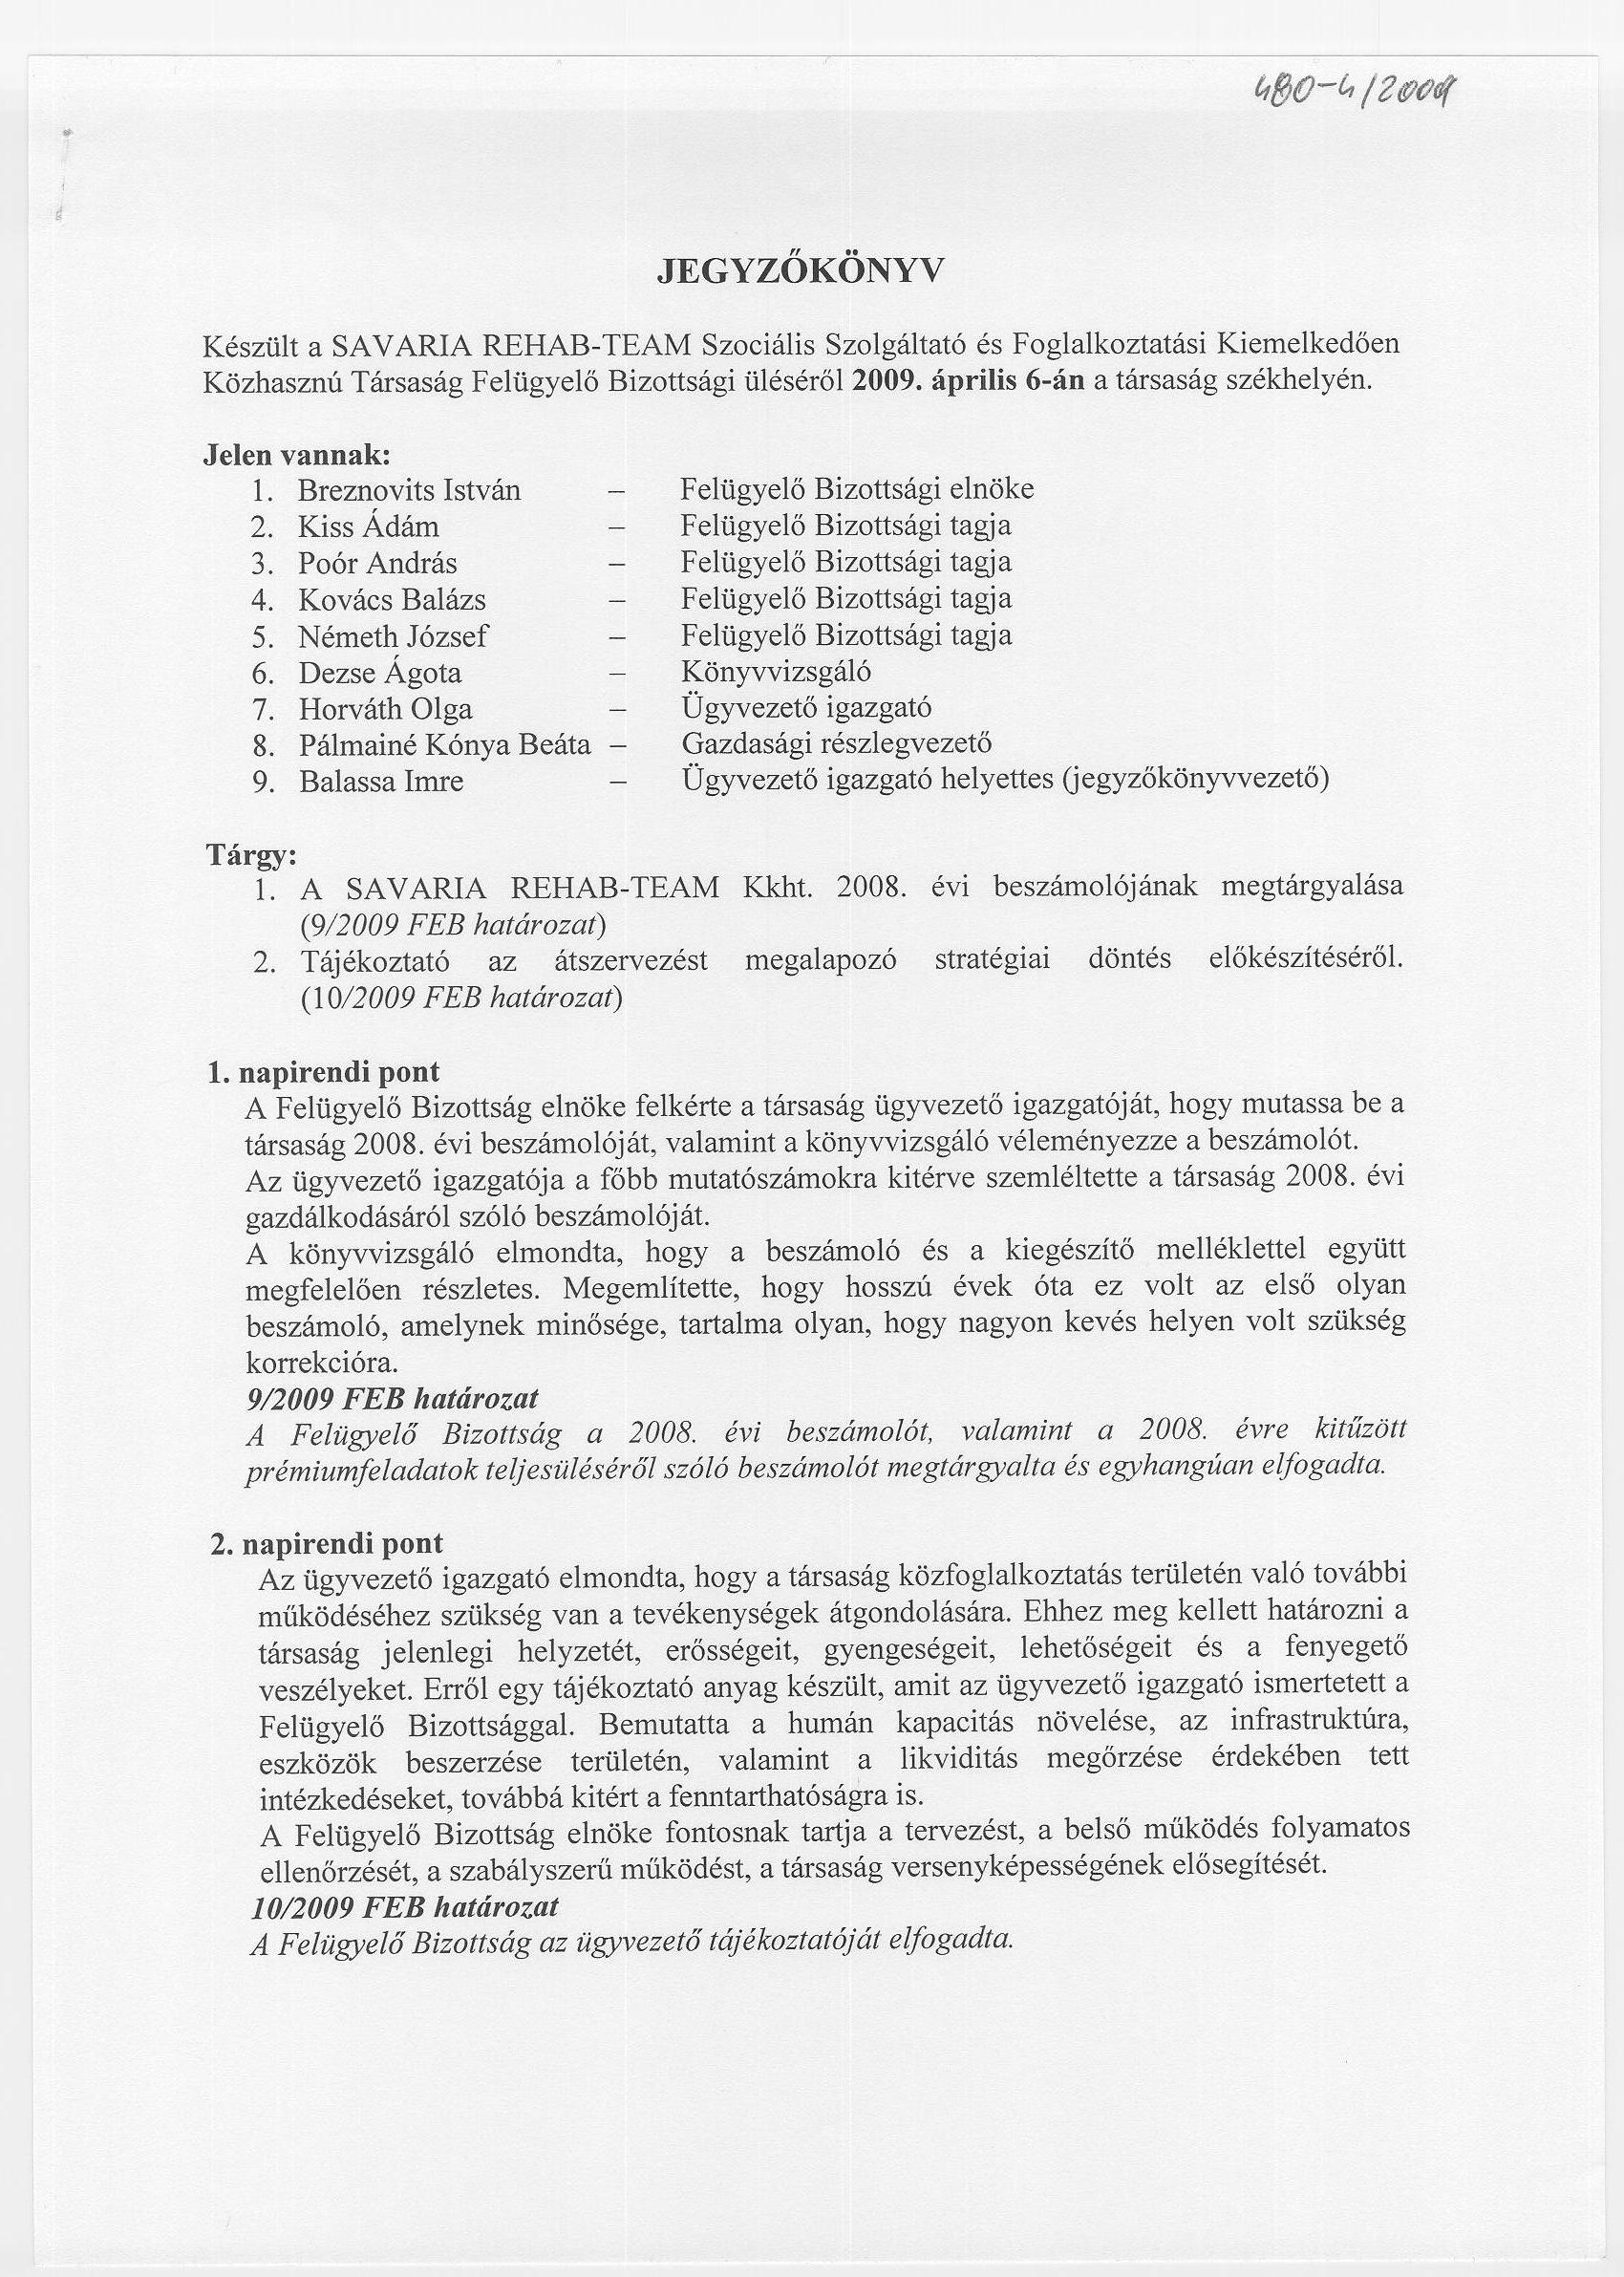 480-4/2009
JEGYZŐKÖNYV
Készült a SAVARIA REHAB-TEAM Szociális Szolgáltató és Foglalkoztatási Kiemelkedően
Közhasznú Társaság Felügyelő Bizottsági üléséről 2009. április 6-án a társaság székhelyén.
Jelen vannak:
1. Breznovits István – Felügyelő Bizottsági elnöke
2. Kiss Ádám – Felügyelő Bizottsági tagja
3. Poór András – Felügyelő Bizottsági tagja
4. Kovács Balázs – Felügyelő Bizottsági tagja
5. Németh József – Felügyelő Bizottsági tagja
6. Dezse Ágota – Könyvvizsgáló
7. Horváth Olga – Ügyvezető igazgató
8. Pálmainé Kónya Beáta – Gazdasági részlegvezető
9. Balassa Imre – Ügyvezető igazgató helyettes (jegyzőkönyvvezető)
Tárgy:
1. A SAVARIA REHAB-TEAM Kkht. 2008. évi beszámolójának megtárgyalása
(9/2009 FEB határozat)
2. Tájékoztató az átszervezést megalapozó stratégiai döntés előkészítéséről.
(10/2009 FEB határozat)
1. napirendi pont
A Felügyelő Bizottság elnöke felkérte a társaság ügyvezető igazgatóját, hogy mutassa be a
társaság 2008. évi beszámolóját, valamint a könyvvizsgáló véleményezze a beszámolót.
Az ügyvezető igazgatója a főbb mutatószámokra kitérve szemléltette a társaság 2008. évi
gazdálkodásáról szóló beszámolóját.
A könyvvizsgáló elmondta, hogy a beszámoló és a kiegészítő melléklettel együtt
megfelelően részletes. Megemlítette, hogy hosszú évek óta ez volt az első olyan
beszámoló, amelynek minősége, tartalma olyan, hogy nagyon kevés helyen volt szükség
korrekcióra.
9/2009 FEB határozat
A Felügyelő Bizottság a 2008. évi beszámolót, valamint a 2008. évre kitűzött
prémiumfeladatok teljesüléséről szóló beszámolót megtárgyalta és egyhangúan elfogadta.
2. napirendi pont
Az ügyvezető igazgató elmondta, hogy a társaság közfoglalkoztatás területén való további
működéséhez szükség van a tevékenységek átgondolására. Ehhez meg kellett határozni a
társaság jelenlegi helyzetét, erősségeit, gyengeségeit, lehetőségeit és a fenyegető
veszélyeket. Erről egy tájékoztató anyag készült, amit az ügyvezető igazgató ismertetett a
Felügyelő Bizottsággal. Bemutatta a humán kapacitás növelése, az infrastruktúra,
eszközök beszerzése területén, valamint a likviditás megőrzése érdekében tett
intézkedéseket, továbbá kitért a fenntarthatóságra is.
A Felügyelő Bizottság elnöke fontosnak tartja a tervezést, a belső működés folyamatos
ellenőrzését, a szabályszerű működést, a társaság versenyképességének elősegítését.
10/2009 FEB határozat
A Felügyelő Bizottság az ügyvezető tájékoztatóját elfogadta.